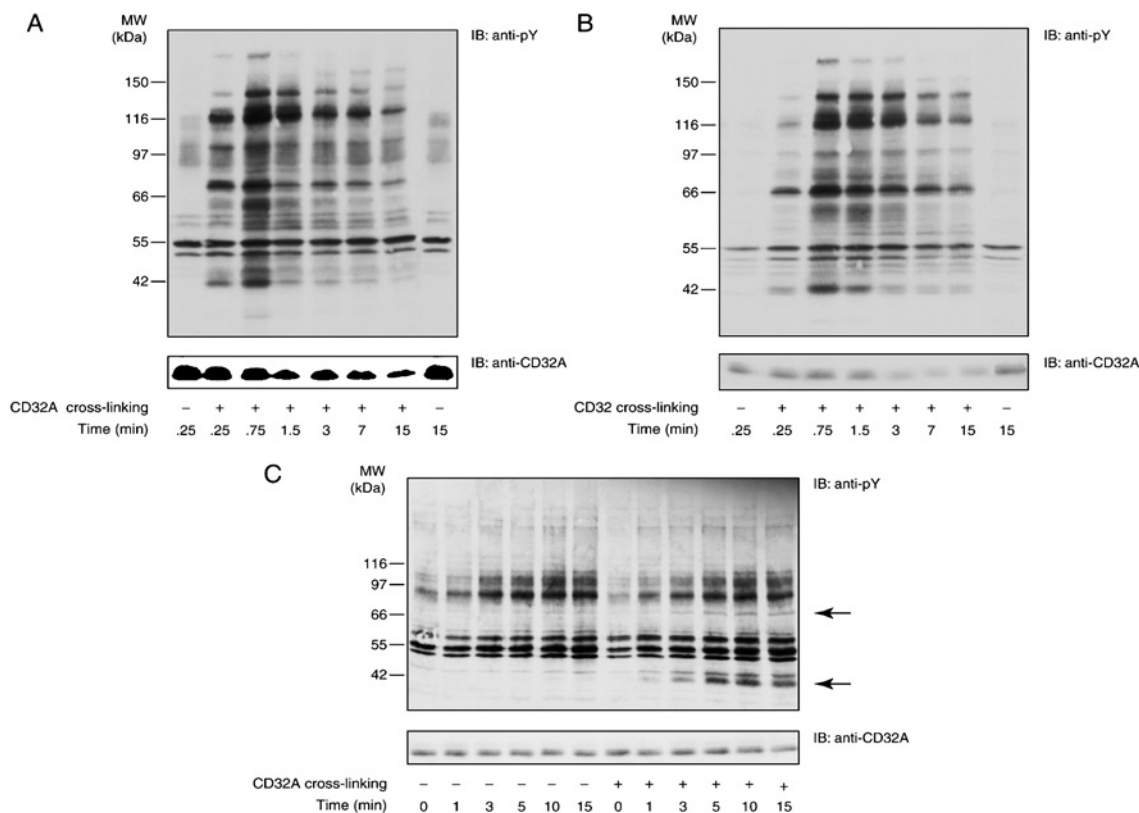 A
MW
(kDa)
IB: anti-pY
150
116
97
66
55
42
IB: anti-CD32A
CD32A cross-linking – + + + + + + –
Time (min) .25 .25 .75 1.5 3 7 15 15
B
MW
(kDa)
IB: anti-pY
150
116
97
66
55
42
IB: anti-CD32A
CD32 cross-linking – + + + + + + –
Time (min) .25 .25 .75 1.5 3 7 15 15
C
MW
(kDa)
IB: anti-pY
116
97
66
55
42
IB: anti-CD32A
CD32A cross-linking – – – – – – + + + + + +
Time (min) 0 1 3 5 10 15 0 1 3 5 10 15